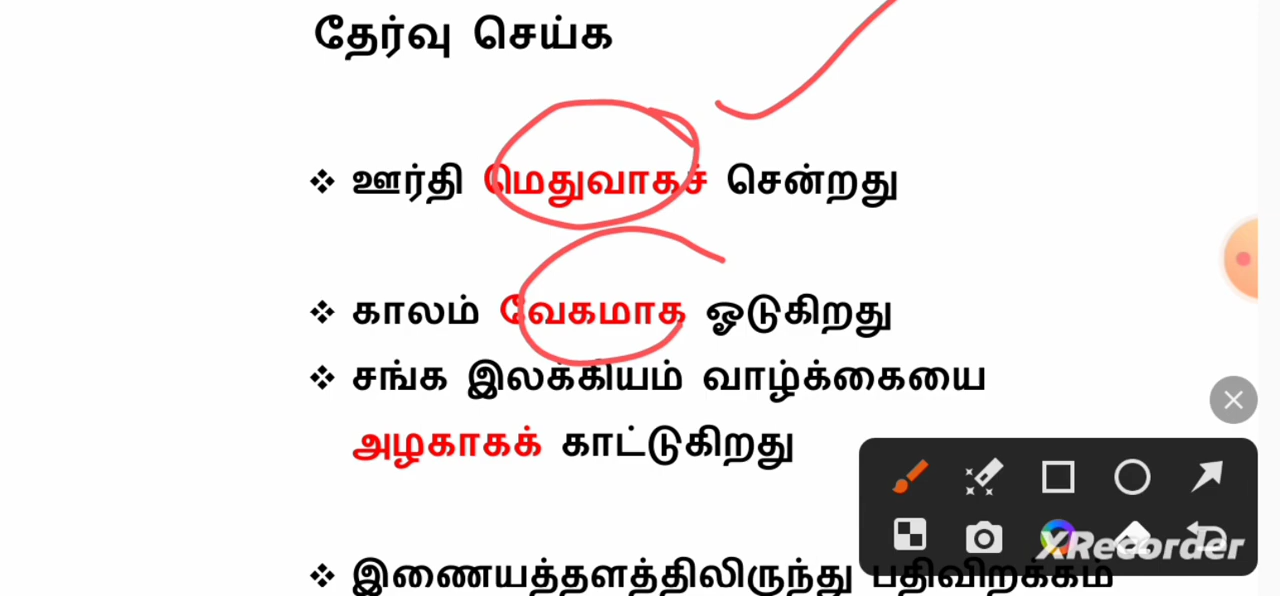 தேர்வு செய்க
❖ ஊர்தி மெதுவாகச் சென்றது
❖ காலம் வேகமாக ஓடுகிறது
❖ சங்க இலக்கியம் வாழ்க்கையை
அழகாகக் காட்டுகிறது
❖ இணையத்தளத்திலிருந்து பதிவிறக்கம்
XRecorder